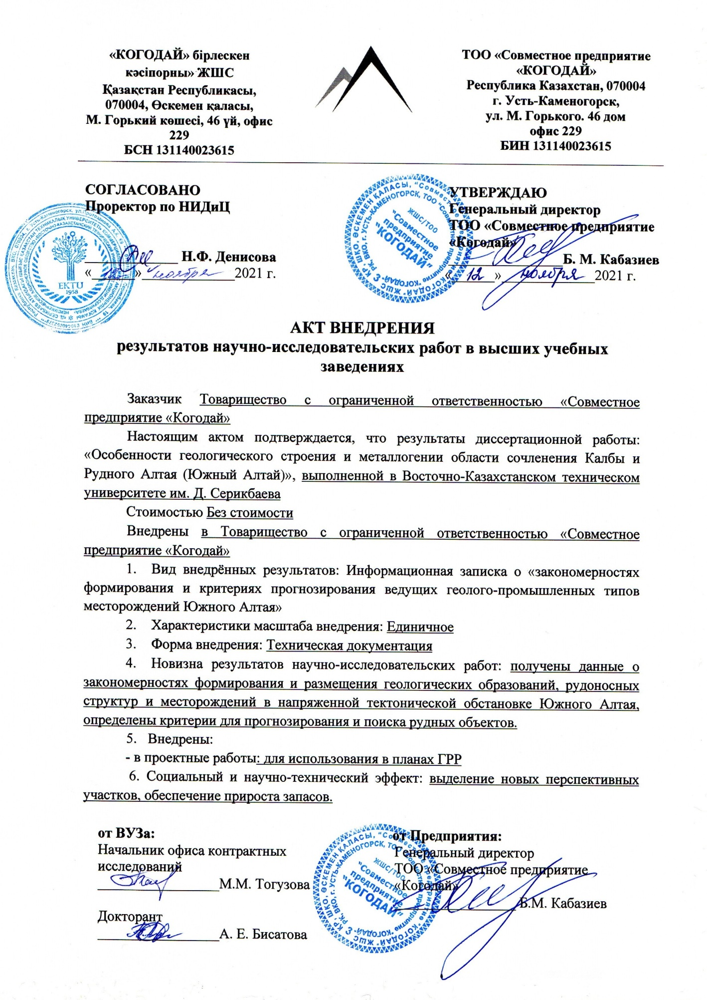 «КОГОДАЙ» бірлескен
кәсіпорны» ЖШС
Қазақстан Республикасы,
070004, Өскемен қаласы,
М. Горький көшесі, 46 үй, офис
229
БСН 131140023615
ТОО «Совместное предприятие
«КОГОДАЙ»
Республика Казахстан, 070004
г. Усть-Каменогорск,
ул. М. Горького. 46 дом
офис 229
БИН 131140023615
СОГЛАСОВАНО
Проректор по НИДиЦ
Н.Ф. Денисова
«12» ноября 2021 г.
EKTU
1958
УТВЕРЖДАЮ
Генеральный директор
ТОО «Совместное предприятие
«Когодай»
Б. М. Кабазиев
«12» ноября 2021 г.
ЖШС/ТОО
"Совместное
предприятие
"КОГОДАЙ"
АКТ ВНЕДРЕНИЯ
результатов научно-исследовательских работ в высших учебных
заведениях
Заказчик Товарищество с ограниченной ответственностью «Совместное
предприятие «Когодай»
Настоящим актом подтверждается, что результаты диссертационной работы:
«Особенности геологического строения и металлогении области сочленения Калбы и
Рудного Алтая (Южный Алтай)», выполненной в Восточно-Казахстанском техническом
университете им. Д. Серикбаева
Стоимостью Без стоимости
Внедрены в Товарищество с ограниченной ответственностью «Совместное
предприятие «Когодай»
1. Вид внедрённых результатов: Информационная записка о «закономерностях
формирования и критериях прогнозирования ведущих геолого-промышленных типов
месторождений Южного Алтая»
2. Характеристики масштаба внедрения: Единичное
3. Форма внедрения: Техническая документация
4. Новизна результатов научно-исследовательских работ: получены данные о
закономерностях формирования и размещения геологических образований, рудоносных
структур и месторождений в напряженной тектонической обстановке Южного Алтая,
определены критерии для прогнозирования и поиска рудных объектов.
5. Внедрены:
- в проектные работы: для использования в планах ГРР
6. Социальный и научно-технический эффект: выделение новых перспективных
участков, обеспечение прироста запасов.
от ВУЗа:
Начальник офиса контрактных
исследований
М.М. Тогузова
Докторант
А. Е. Бисатова
от Предприятия:
Генеральный директор
ТОО «Совместное предприятие
«Когодай»
Б.М. Кабазиев
ЖШС/ТОО
"Совместное
предприятие
"КОГОДАЙ"